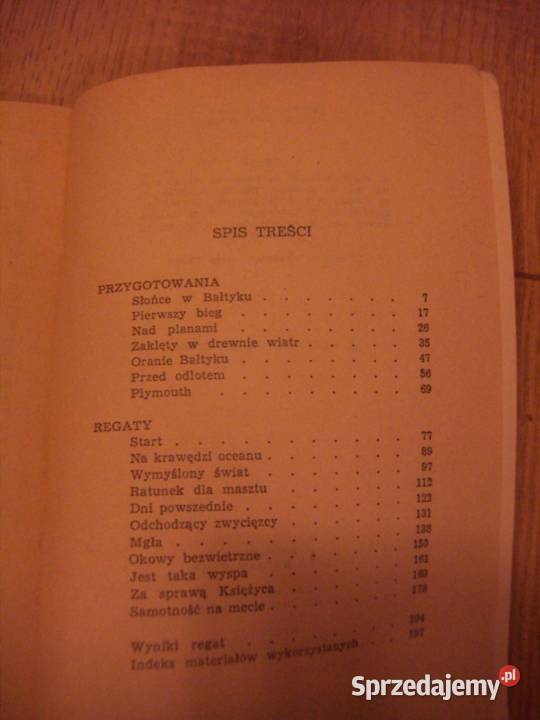 SPIS TREŚCI
PRZYGOTOWANIA
Słońce w Bałtyku . . . . . . . 7
Pierwszy bieg . . . . . . . . 17
Nad planami . . . . . . . . 26
Zaklęty w drewnie wiatr . . . . . 35
Oranie Bałtyku . . . . . . . 47
Przed odlotem . . . . . . . 56
Plymouth . . . . . . . . 69
REGATY
Start . . . . . . . . . . 77
Na krawędzi oceanu . . . . . . 89
Wymyślony świat . . . . . . . 97
Ratunek dla masztu . . . . . . 112
Dni powszednie . . . . . . . 122
Odchodzący zwycięzcy . . . . . 131
Mgła . . . . . . . . . . 138
Okowy bezwietrzne . . . . . . 150
Jest taka wyspa . . . . . . . 161
Za sprawą Księżyca . . . . . . 169
Samotność na mecie . . . . . . 178
Wyniki regat . . . . . . . . 194
Indeks materiałów wykorzystanych . . . 197
Sprzedajemy.pl